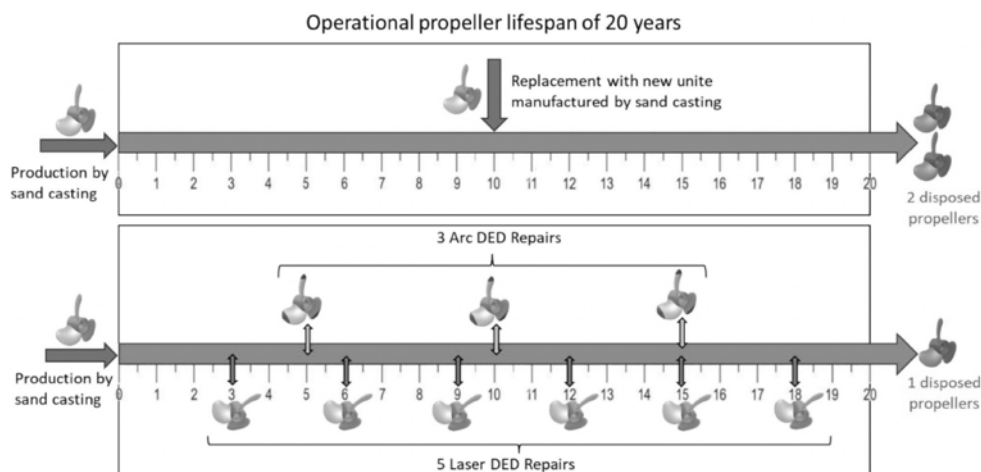 Operational propeller lifespan of 20 years
Replacement with new unite
manufactured by sand casting
Production by
sand casting
0 1 2 3 4 5 6 7 8 9 10 11 12 13 14 15 16 17 18 19 20
2 disposed
propellers
3 Arc DED Repairs
Production by
sand casting
0 1 2 3 4 5 6 7 8 9 10 11 12 13 14 15 16 17 18 19 20
1 disposed
propellers
5 Laser DED Repairs